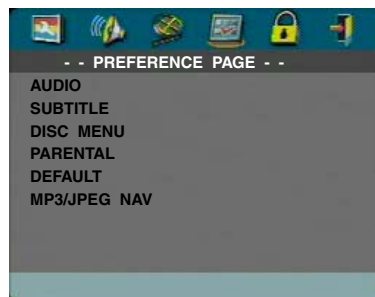 - - PREFERENCE PAGE - -
AUDIO
SUBTITLE
DISC MENU
PARENTAL
DEFAULT
MP3/JPEG NAV